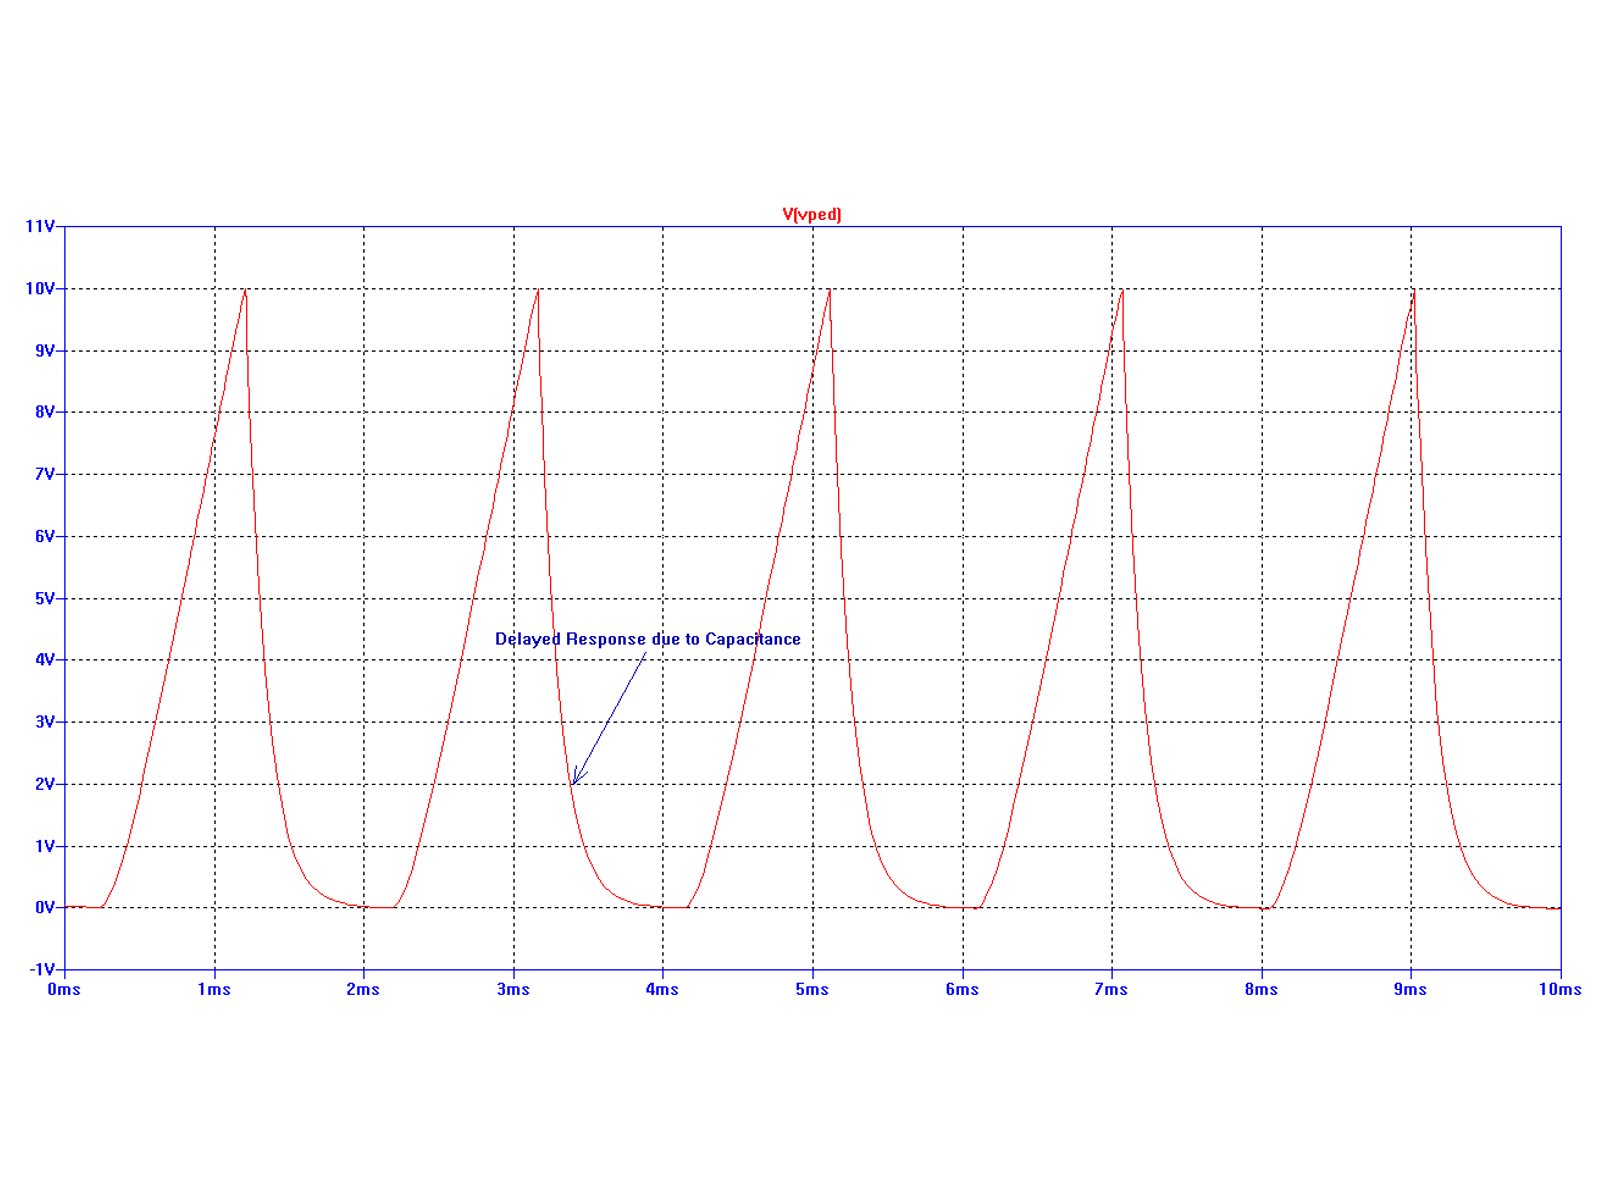 V(vped)
11V
10V
9V
8V
7V
6V
5V
Delayed Response due to Capacitance
4V
3V
2V
1V
0V
-1V
0ms 1ms 2ms 3ms 4ms 5ms 6ms 7ms 8ms 9ms 10ms